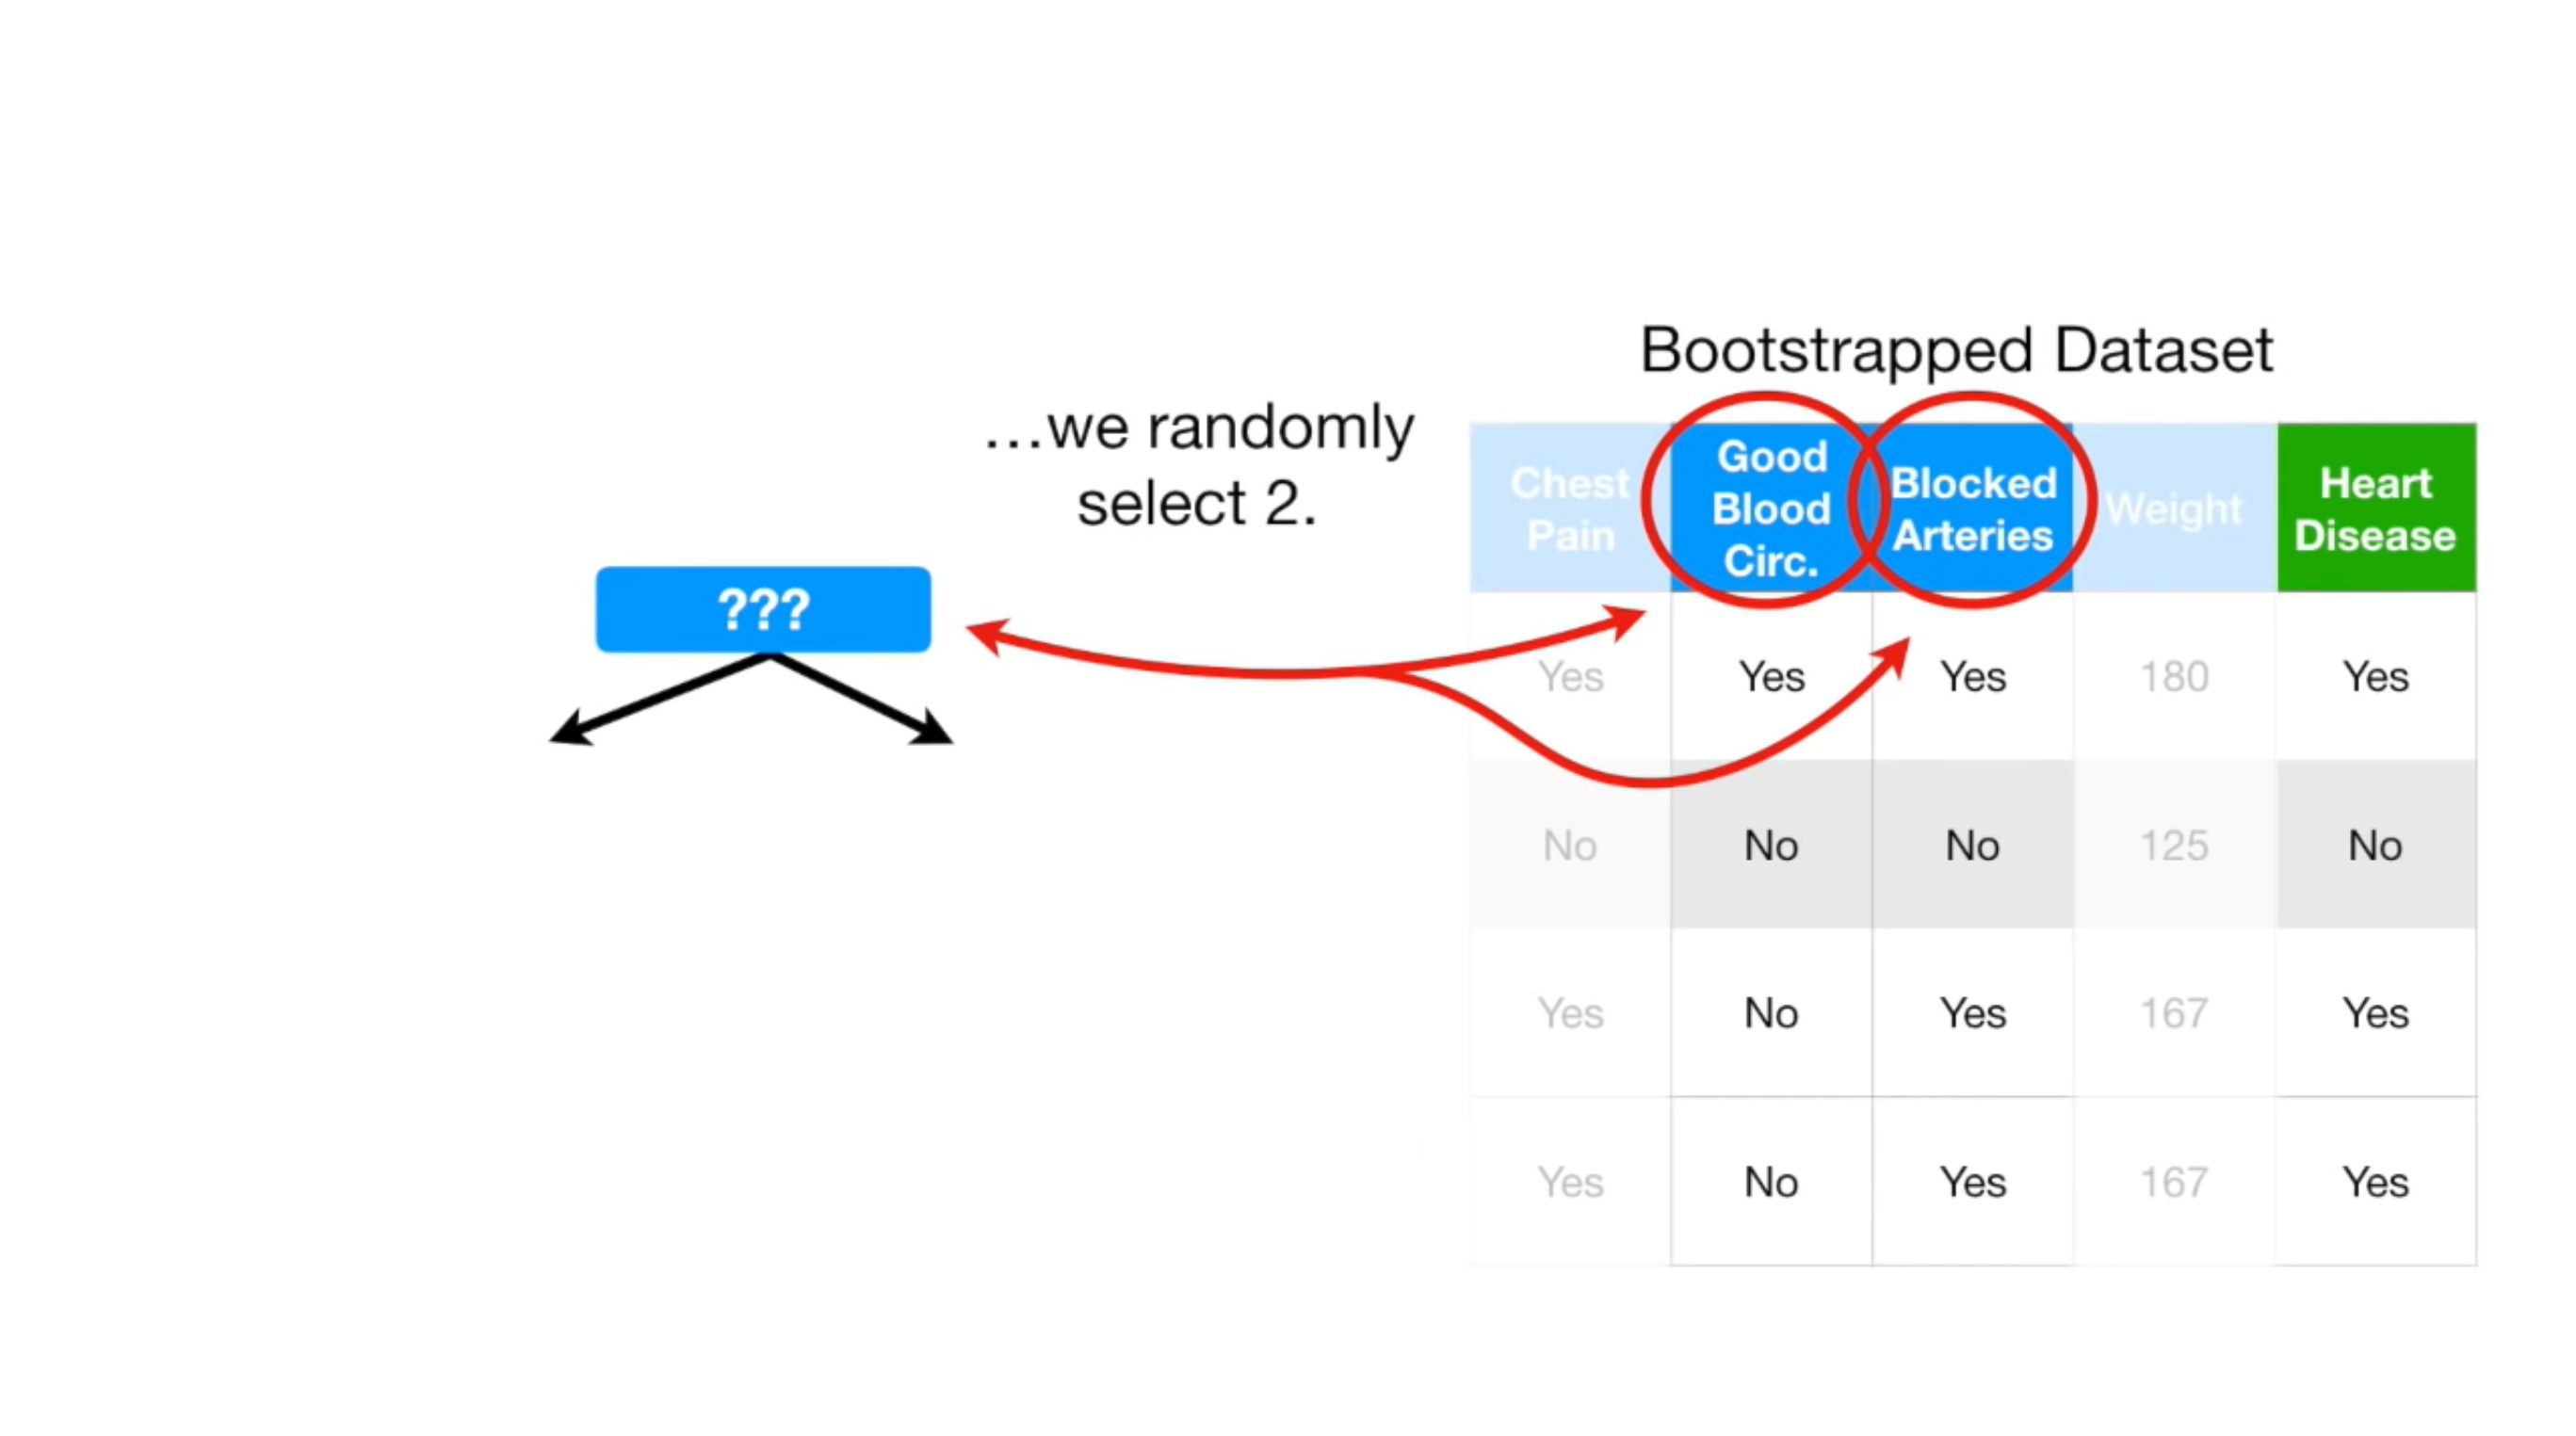 Bootstrapped Dataset
…we randomly
select 2.
???
Chest
Pain
Good
Blood
Circ.
Blocked
Arteries
Weight
Heart
Disease
Yes Yes Yes 180 Yes
No No No 125 No
Yes No Yes 167 Yes
Yes No Yes 167 Yes